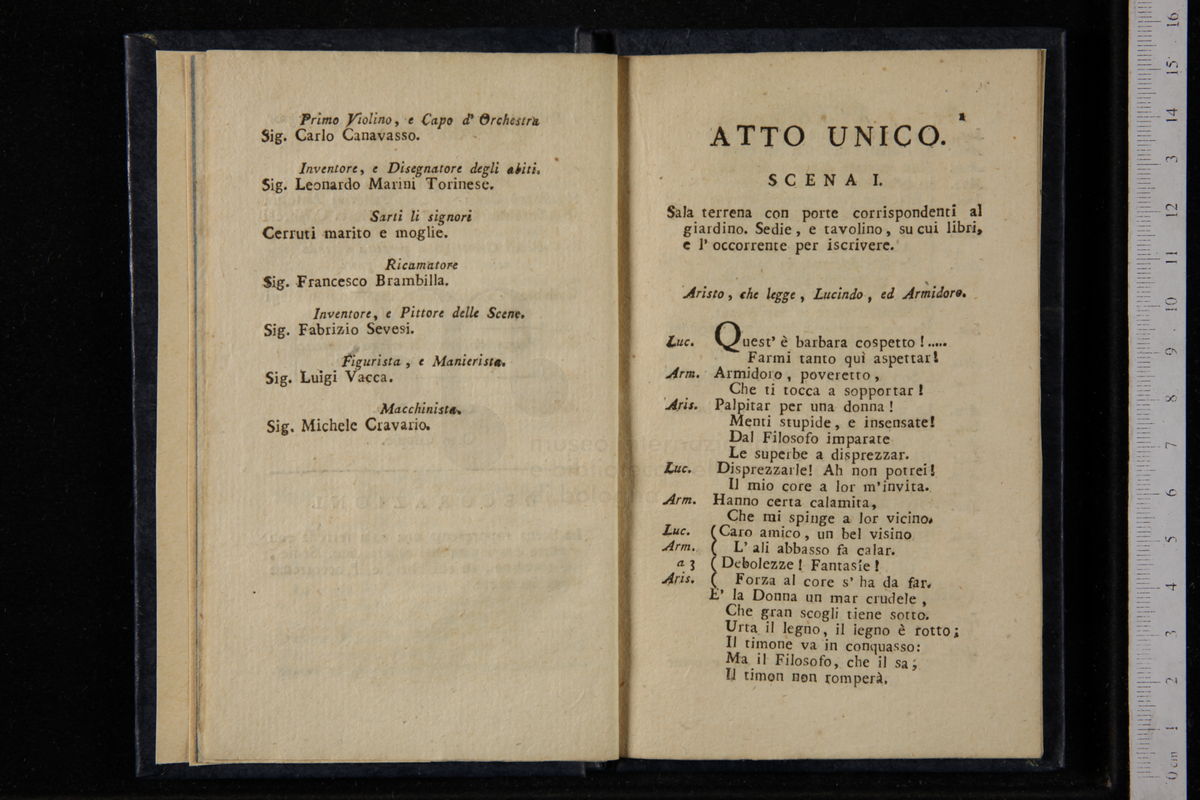 Primo Violino, e Capo d' Orchestra
Sig. Carlo Canavasso.
Inventore, e Disegnatore degli abiti.
Sig. Leonardo Marini Torinese.
Sarti li signori
Cerruti marito e moglie.
Ricamatore
Sig. Francesco Brambilla.
Inventore, e Pittore delle Scene.
Sig. Fabrizio Sevesi.
Figurista, e Manierista.
Sig. Luigi Vacca.
Macchinista.
Sig. Michele Cravario.
ATTO UNICO.
SCENA I.
Sala terrena con porte corrispondenti al
giardino. Sedie, e tavolino, su cui libri,
e l' occorrente per iscrivere.
Aristo, che legge, Lucindo, ed Armidoro.
Luc. Quest' è barbara cospetto!.....
Farmi tanto quì aspettar!
Arm. Armidoro, poveretto,
Che ti tocca a sopportar!
Aris. Palpitar per una donna!
Menti stupide, e insensate!
Dal Filosofo imparate
Le superbe a disprezzar.
Luc. Disprezzarle! Ah non potrei!
Il mio core a lor m'invita.
Arm. Hanno certa calamita,
Che mi spinge a lor vicino.
Luc. (Caro amico, un bel visino
Arm. ( L' ali abbasso fa calar.
a 3 (Debolezze! Fantasie!
Aris. ( Forza al core s' ha da far.
E' la Donna un mar crudele,
Che gran scogli tiene sotto.
Urta il legno, il legno è rotto;
Il timone va in conquasso:
Ma il Filosofo, che il sa;
Il timon non romperà.
0 cm 1 2 3 4 5 6 7 8 9 10 11 12 13 14 15 16